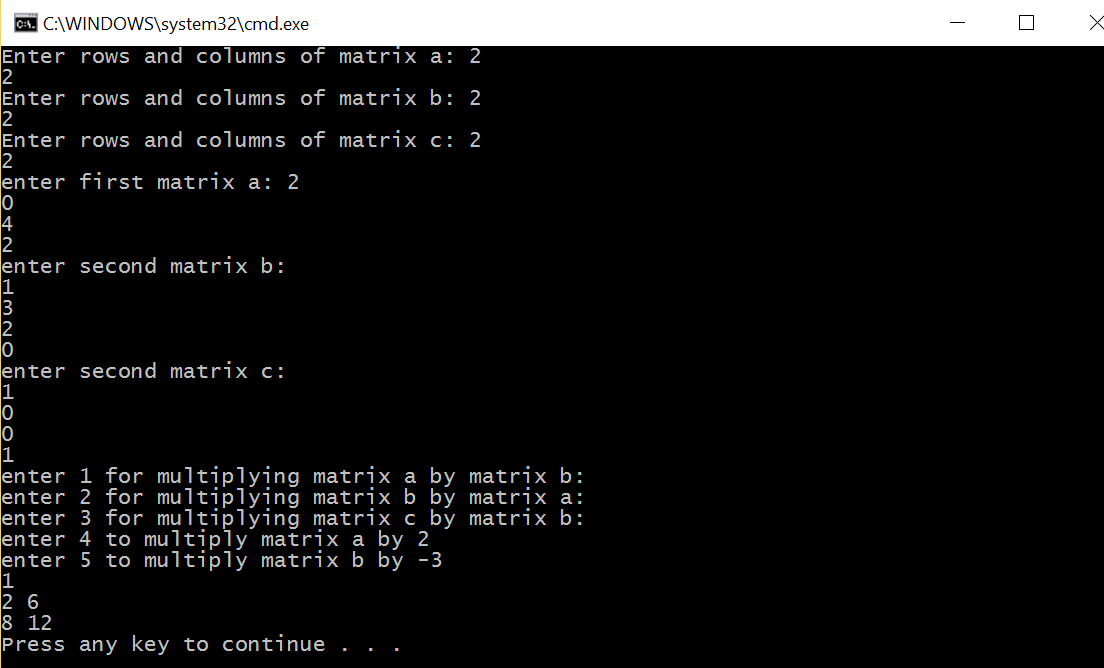 C:\WINDOWS\system32\cmd.exe
Enter rows and columns of matrix a: 2
2
Enter rows and columns of matrix b: 2
2
Enter rows and columns of matrix c: 2
2
enter first matrix a: 2
0
4
2
enter second matrix b:
1
3
2
0
enter second matrix c:
1
0
0
1
enter 1 for multiplying matrix a by matrix b:
enter 2 for multiplying matrix b by matrix a:
enter 3 for multiplying matrix c by matrix b:
enter 4 to multiply matrix a by 2
enter 5 to multiply matrix b by -3
1
2 6
8 12
Press any key to continue . . .